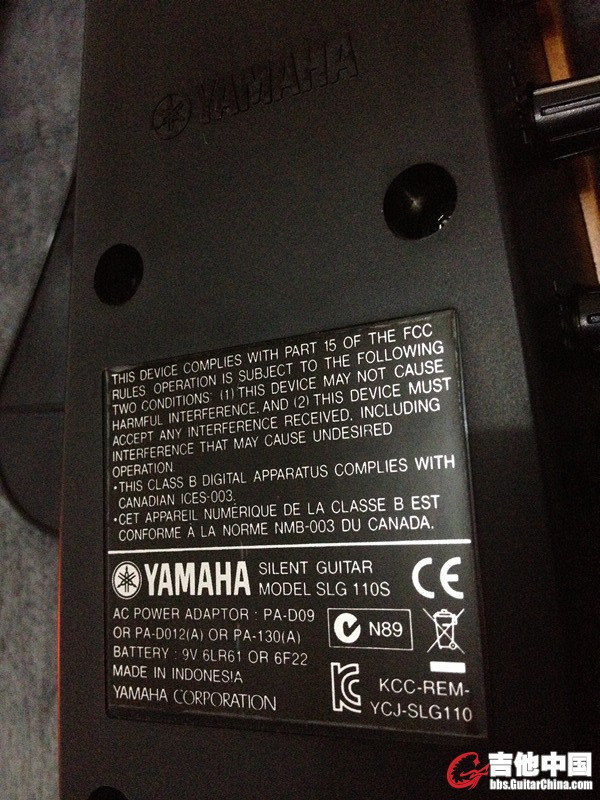 YAMAHA
THIS DEVICE COMPLIES WITH PART 15 OF THE FCC
RULES. OPERATION IS SUBJECT TO THE FOLLOWING
TWO CONDITIONS: (1) THIS DEVICE MAY NOT CAUSE
HARMFUL INTERFERENCE, AND (2) THIS DEVICE MUST
ACCEPT ANY INTERFERENCE RECEIVED, INCLUDING
INTERFERENCE THAT MAY CAUSE UNDESIRED
OPERATION
•THIS CLASS B DIGITAL APPARATUS COMPLIES WITH
CANADIAN ICES-003.
•CET APPAREIL NUMÉRIQUE DE LA CLASSE B EST
CONFORME À LA NORME NMB-003 DU CANADA.
YAMAHA SILENT GUITAR
MODEL SLG 110S
CE
AC POWER ADAPTOR : PA-D09
OR PA-D012(A) OR PA-130(A)
BATTERY : 9V 6LR61 OR 6F22
MADE IN INDONESIA
YAMAHA CORPORATION
N89
KCC-REM-
YCJ-SLG110
吉他中国
bbs.GuitarChina.com